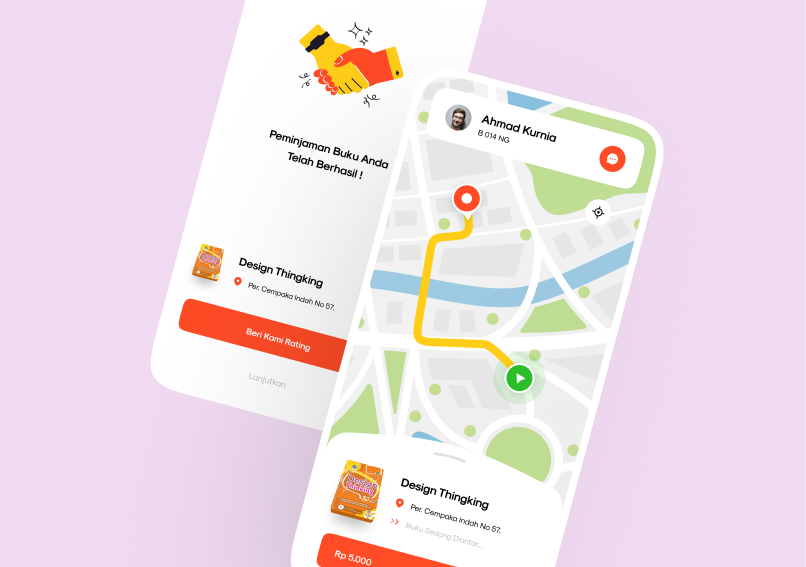 Peminjaman Buku Anda
Telah Berhasil !
Design Thingking
Per. Cempaka Indah No 57.
Beri Kami Rating
Lanjutkan
Ahmad Kurnia
B 014 NG
Design Thingking
Per. Cempaka Indah No 57.
Buku Sedang Diantar...
Rp 5.000